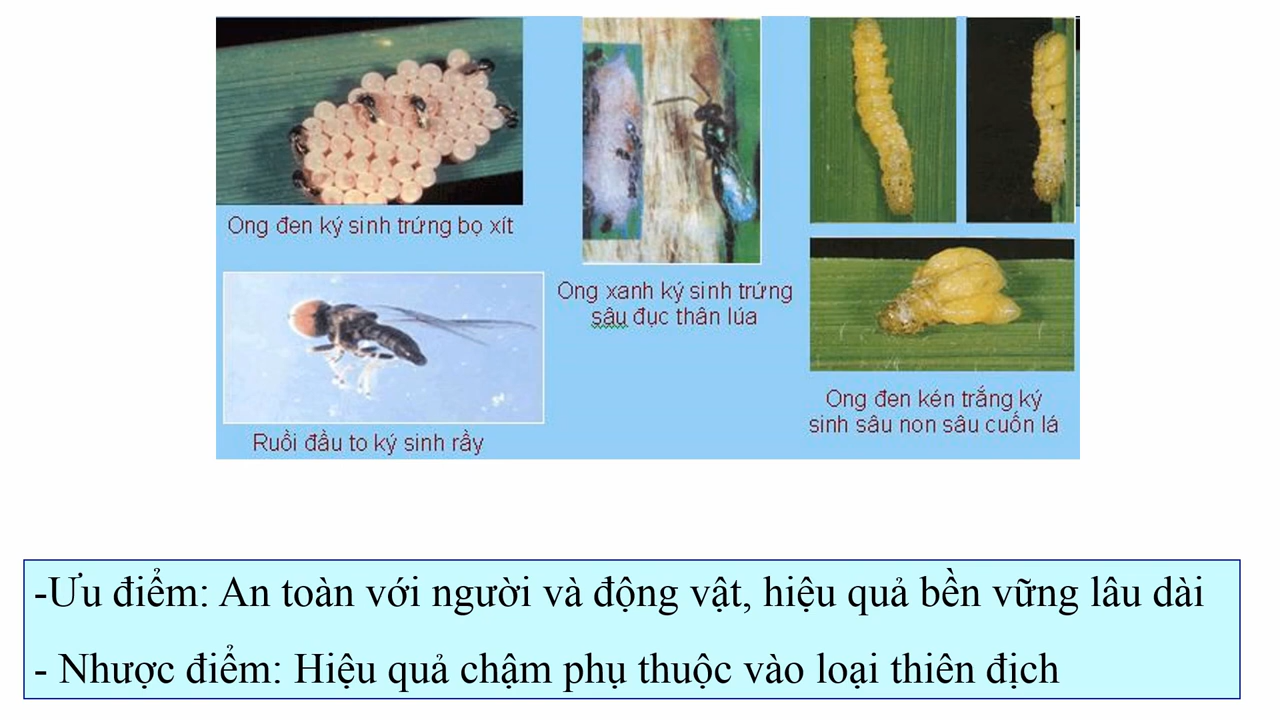 Ong đen ký sinh trứng bọ xít
Ong xanh ký sinh trứng
sâu đục thân lúa
Ong đen kén trắng ký
sinh sâu non sâu cuốn lá
Ruồi đầu to ký sinh rầy
-Ưu điểm: An toàn với người và động vật, hiệu quả bền vững lâu dài
- Nhược điểm: Hiệu quả chậm phụ thuộc vào loại thiên địch